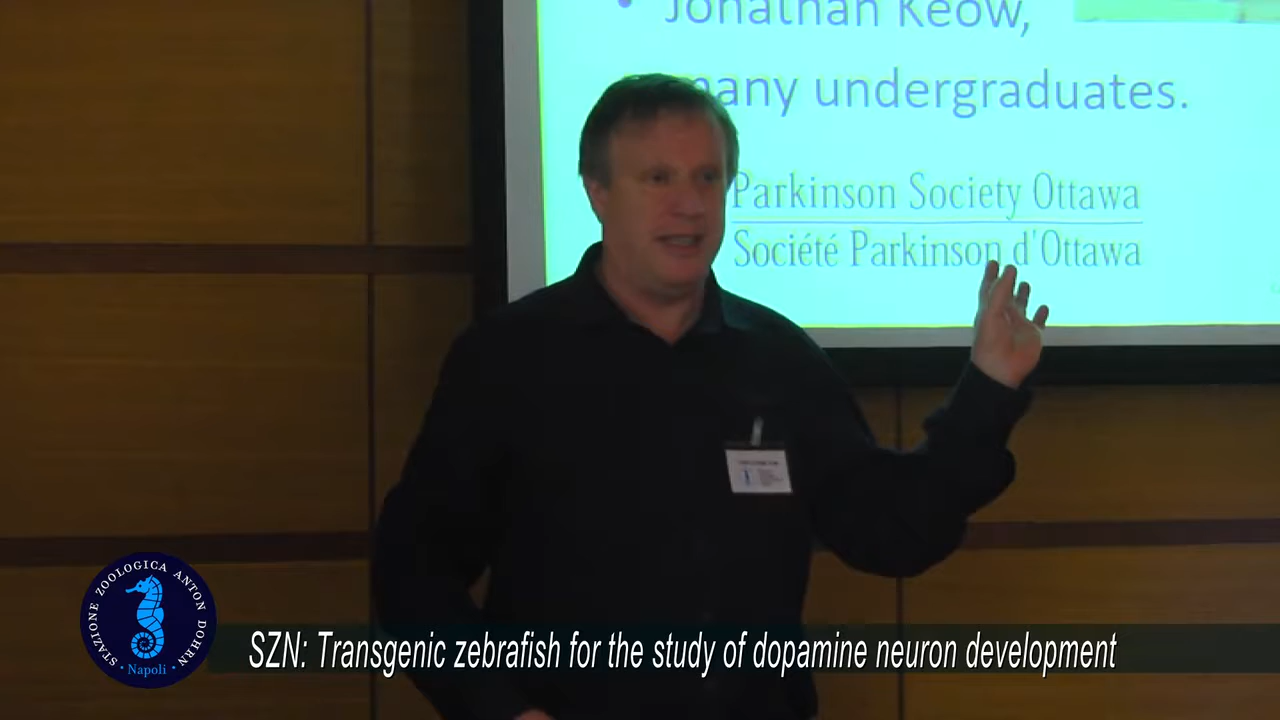 Jonathan Keow,
many undergraduates.
Parkinson Society Ottawa
Société Parkinson d'Ottawa
STAZIONE ZOOLOGICA ANTON DOHRN
• Napoli •
SZN: Transgenic zebrafish for the study of dopamine neuron development